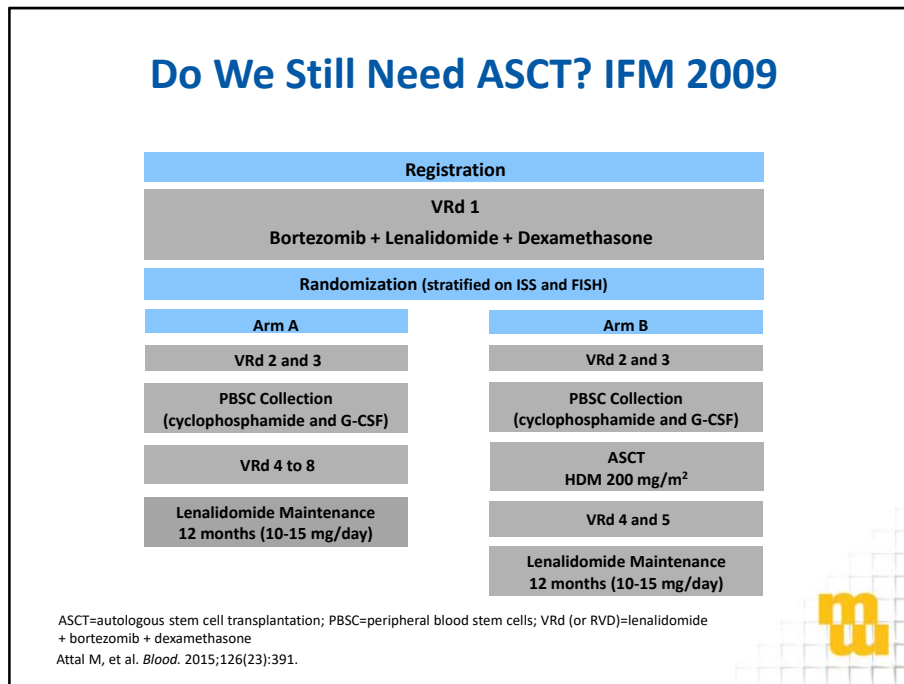 Do We Still Need ASCT? IFM 2009
Registration
VRd 1
Bortezomib + Lenalidomide + Dexamethasone
Randomization (stratified on ISS and FISH)
Arm A
VRd 2 and 3
PBSC Collection
(cyclophosphamide and G-CSF)
VRd 4 to 8
Lenalidomide Maintenance
12 months (10-15 mg/day)
Arm B
VRd 2 and 3
PBSC Collection
(cyclophosphamide and G-CSF)
ASCT
HDM 200 mg/m²
VRd 4 and 5
Lenalidomide Maintenance
12 months (10-15 mg/day)
ASCT=autologous stem cell transplantation; PBSC=peripheral blood stem cells; VRd (or RVD)=lenalidomide
+ bortezomib + dexamethasone
Attal M, et al. Blood. 2015;126(23):391.